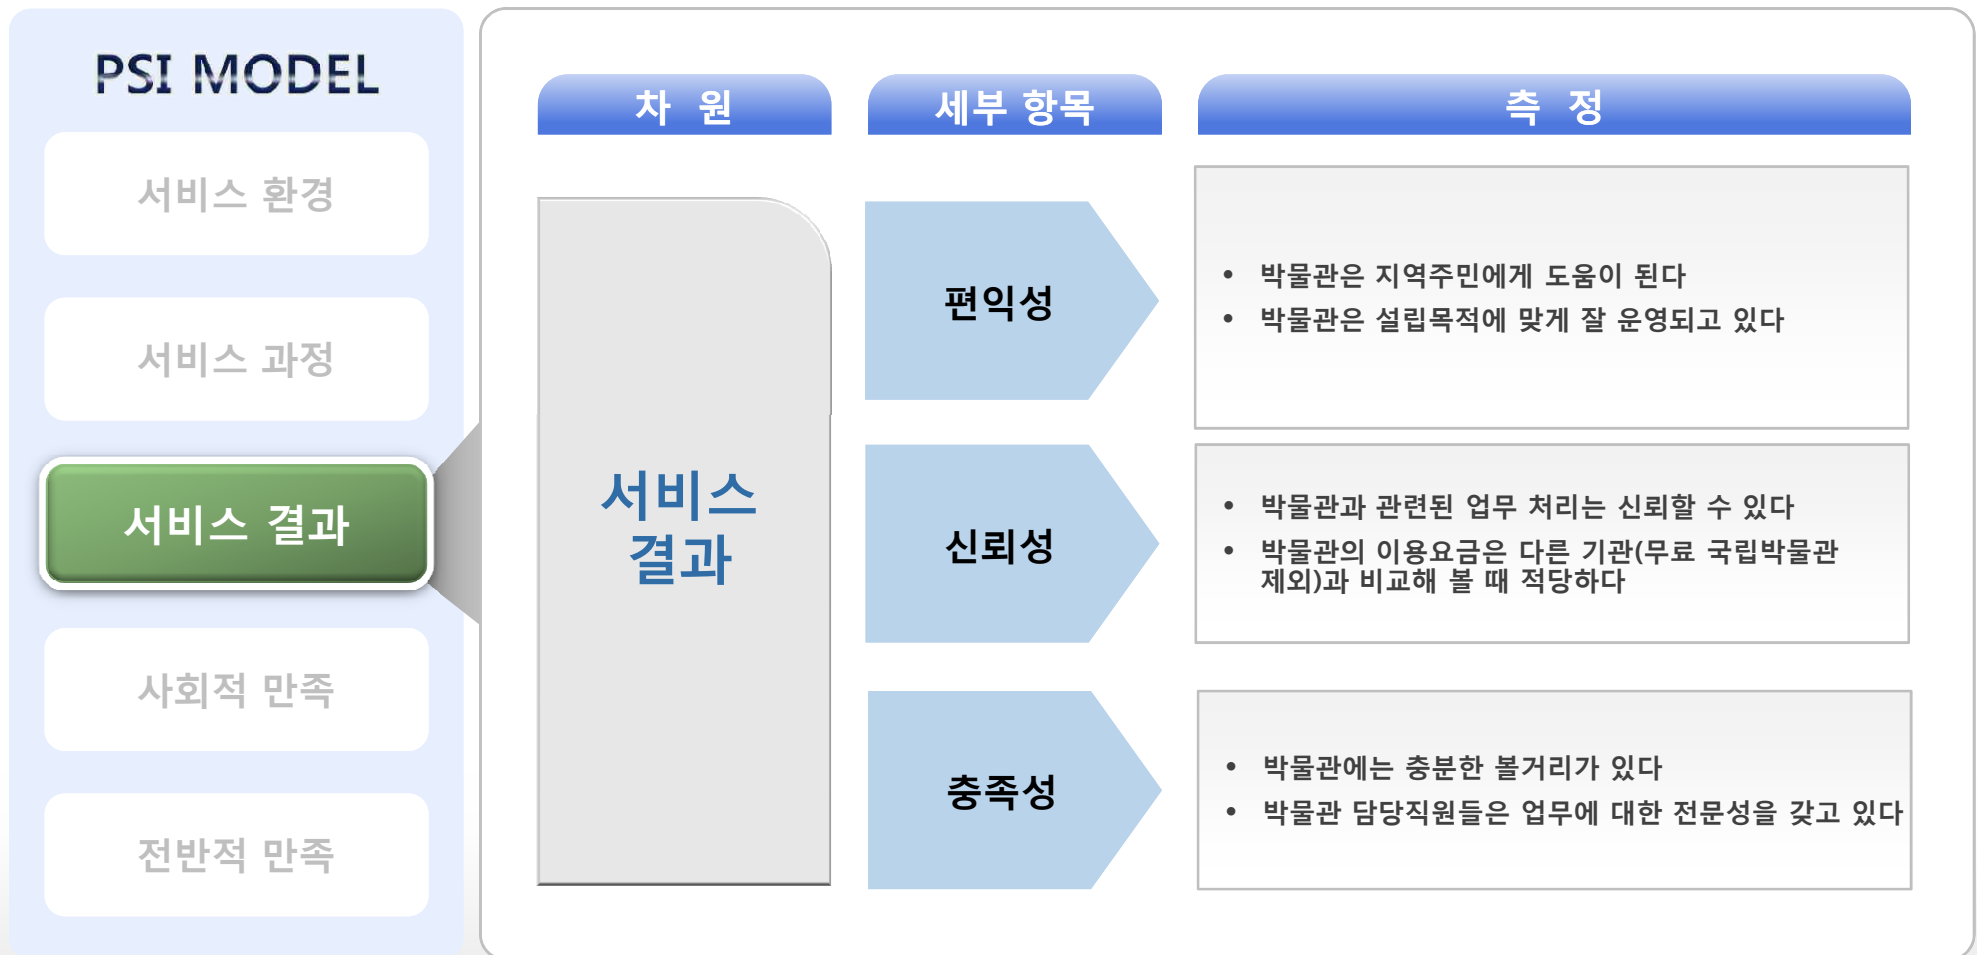 PSI MODEL
서비스 환경
서비스 과정
서비스 결과
사회적 만족
전반적 만족
차 원
세부 항목
측 정
서비스
결과
편익성
• 박물관은 지역주민에게 도움이 된다
• 박물관은 설립목적에 맞게 잘 운영되고 있다
신뢰성
• 박물관과 관련된 업무 처리는 신뢰할 수 있다
• 박물관의 이용요금은 다른 기관(무료 국립박물관
제외)과 비교해 볼 때 적당하다
충족성
• 박물관에는 충분한 볼거리가 있다
• 박물관 담당직원들은 업무에 대한 전문성을 갖고 있다